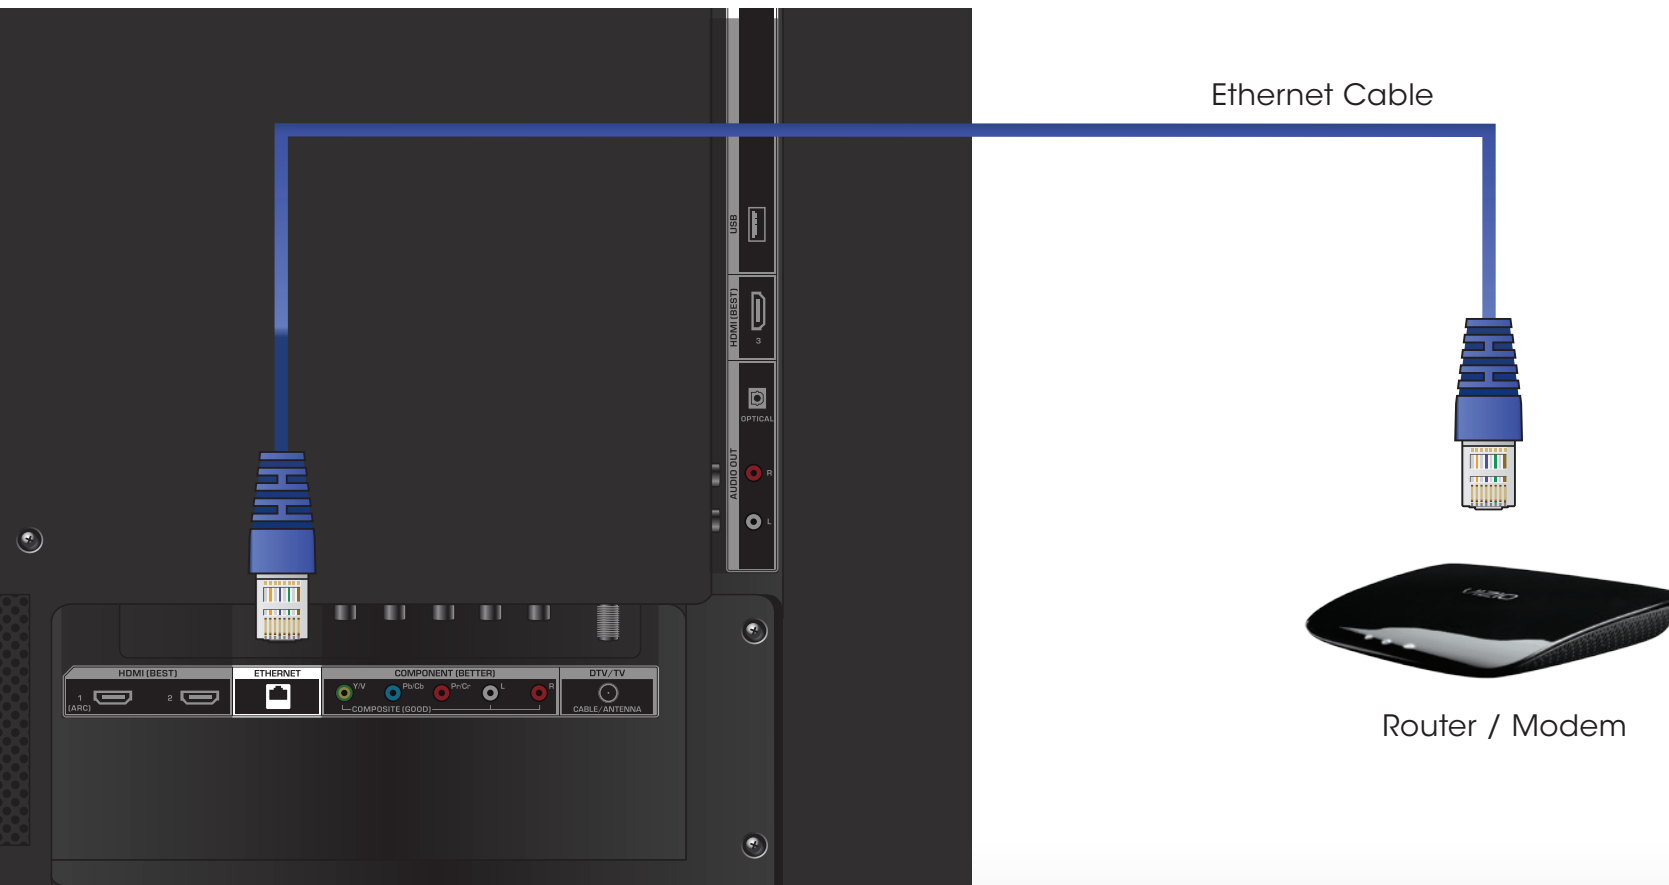 Ethernet Cable
USB
HDMI (BEST)
3
OPTICAL
AUDIO OUT
R
L
VIZIO
Router / Modem
HDMI (BEST)
1
(ARC)
2
ETHERNET
COMPONENT (BETTER)
Y/V
Pb/Cb
Pr/Cr
L
R
COMPOSITE (GOOD)
DTV/TV
CABLE/ANTENNA